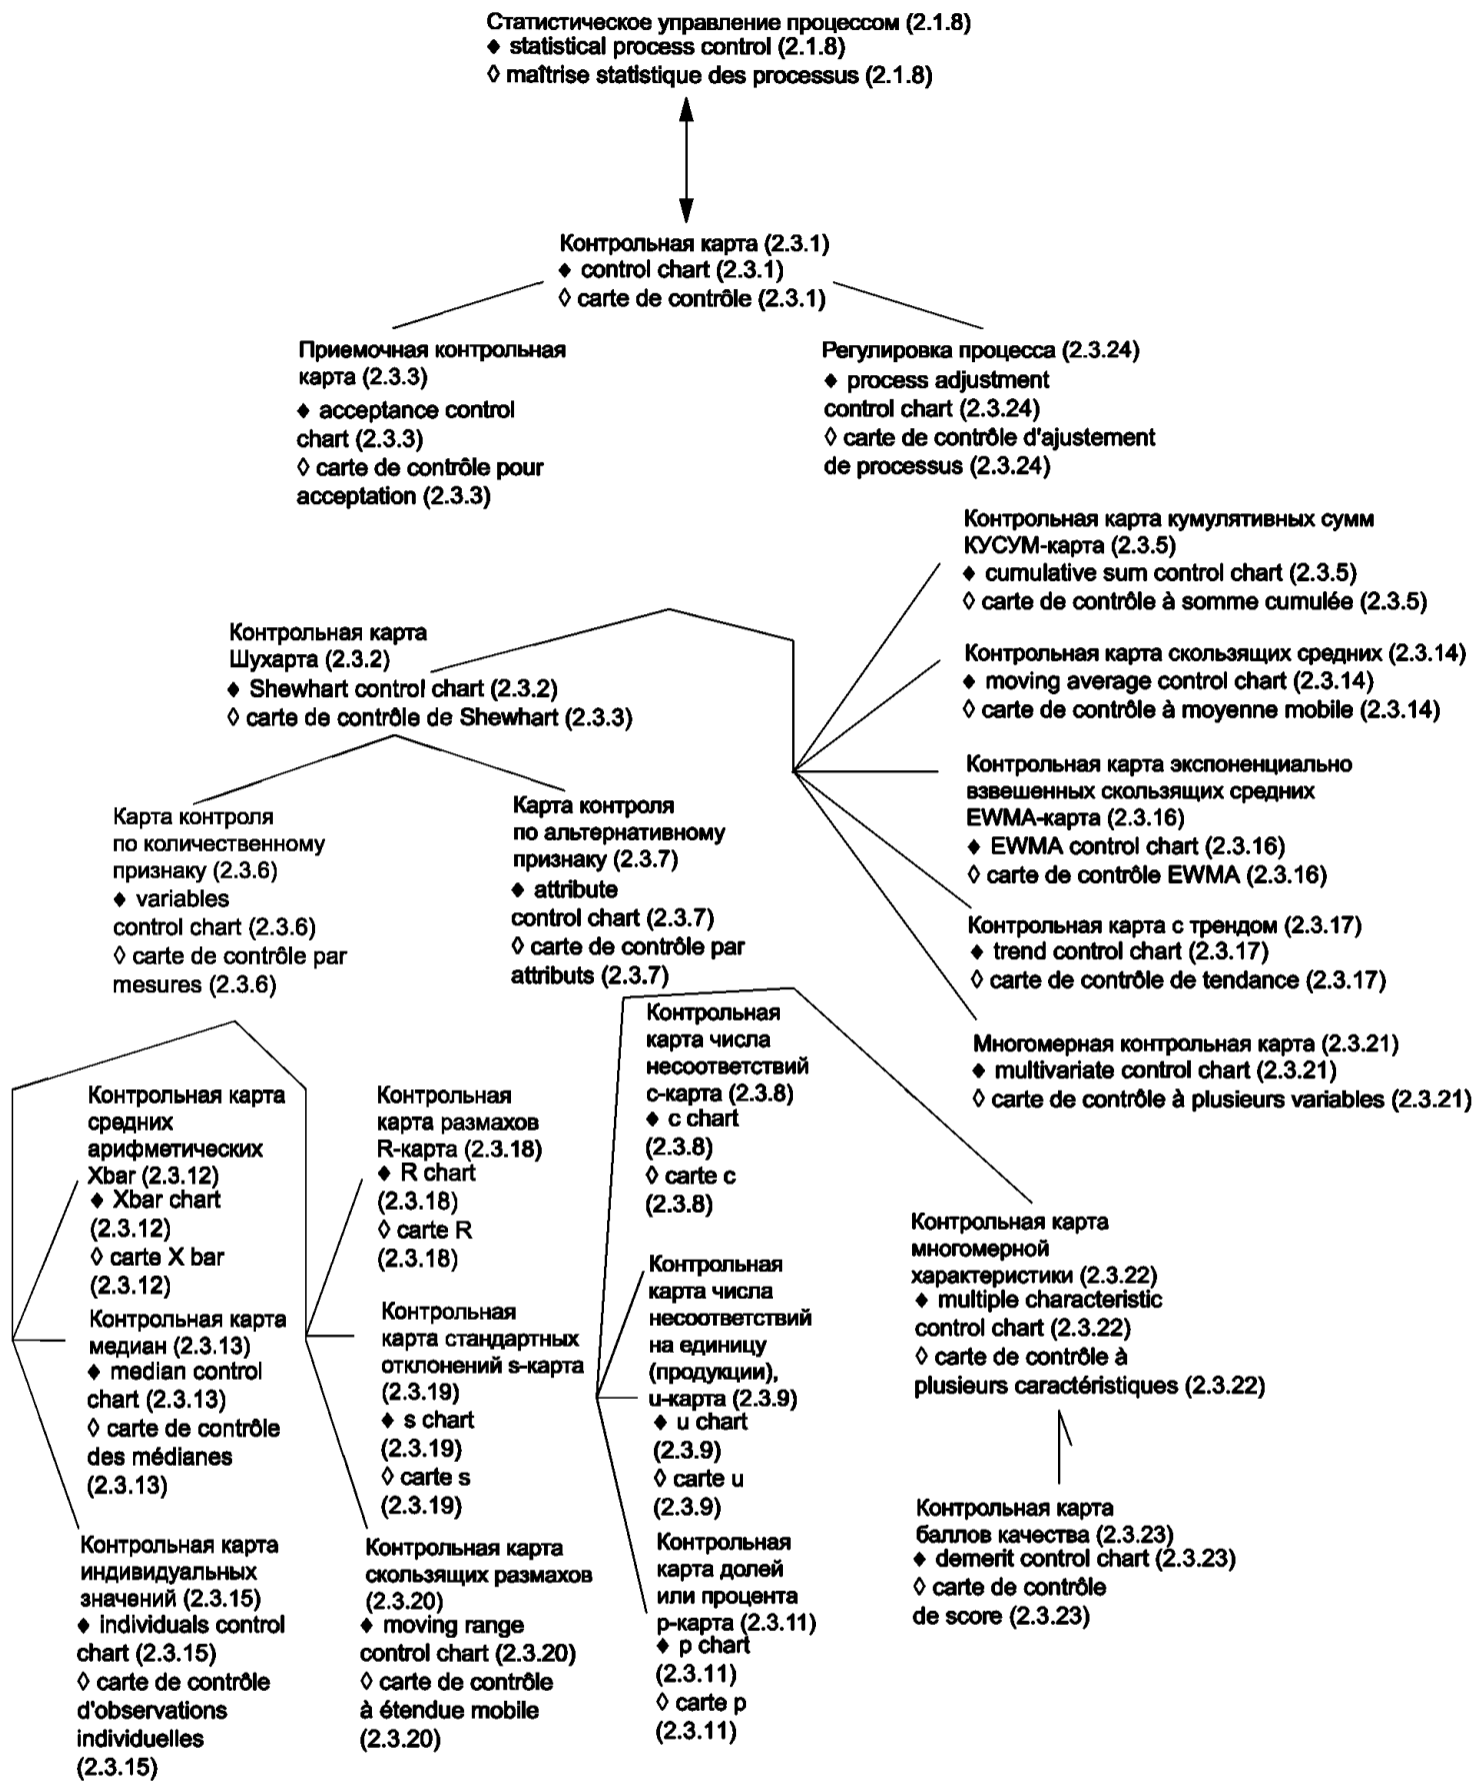 Статистическое управление процессом (2.1.8)
♦ statistical process control (2.1.8)
◊ maîtrise statistique des processus (2.1.8)
Контрольная карта (2.3.1)
♦ control chart (2.3.1)
◊ carte de contrôle (2.3.1)
Приемочная контрольная
карта (2.3.3)
♦ acceptance control
chart (2.3.3)
◊ carte de contrôle pour
acceptation (2.3.3)
Регулировка процесса (2.3.24)
♦ process adjustment
control chart (2.3.24)
◊ carte de contrôle d'ajustement
de processus (2.3.24)
Контрольная карта кумулятивных сумм
КУСУМ-карта (2.3.5)
♦ cumulative sum control chart (2.3.5)
◊ carte de contrôle à somme cumulée (2.3.5)
Контрольная карта
Шухарта (2.3.2)
♦ Shewhart control chart (2.3.2)
◊ carte de contrôle de Shewhart (2.3.3)
Контрольная карта скользящих средних (2.3.14)
♦ moving average control chart (2.3.14)
◊ carte de contrôle à moyenne mobile (2.3.14)
Контрольная карта экспоненциально
взвешенных скользящих средних
EWMA-карта (2.3.16)
♦ EWMA control chart (2.3.16)
◊ carte de contrôle EWMA (2.3.16)
Карта контроля
по количественному
признаку (2.3.6)
♦ variables
control chart (2.3.6)
◊ carte de contrôle par
mesures (2.3.6)
Карта контроля
по альтернативному
признаку (2.3.7)
♦ attribute
control chart (2.3.7)
◊ carte de contrôle par
attributs (2.3.7)
Контрольная карта с трендом (2.3.17)
♦ trend control chart (2.3.17)
◊ carte de contrôle de tendance (2.3.17)
Многомерная контрольная карта (2.3.21)
♦ multivariate control chart (2.3.21)
◊ carte de contrôle à plusieurs variables (2.3.21)
Контрольная карта
средних
арифметических
Xbar (2.3.12)
♦ Xbar chart
(2.3.12)
◊ carte X bar
(2.3.12)
Контрольная карта
медиан (2.3.13)
♦ median control
chart (2.3.13)
◊ carte de contrôle
des médianes
(2.3.13)
Контрольная карта
индивидуальных
значений (2.3.15)
♦ individuals control
chart (2.3.15)
◊ carte de contrôle
d'observations
individuelles
(2.3.15)
Контрольная
карта размахов
R-карта (2.3.18)
♦ R chart
(2.3.18)
◊ carte R
(2.3.18)
Контрольная
карта стандартных
отклонений s-карта
(2.3.19)
♦ s chart
(2.3.19)
◊ carte s
(2.3.19)
Контрольная карта
скользящих размахов
(2.3.20)
♦ moving range
control chart (2.3.20)
◊ carte de contrôle
à étendue mobile
(2.3.20)
Контрольная
карта числа
несоответствий
с-карта (2.3.8)
♦ c chart
(2.3.8)
◊ carte c
(2.3.8)
Контрольная
карта числа
несоответствий
на единицу
(продукции),
u-карта (2.3.9)
♦ u chart
(2.3.9)
◊ carte u
(2.3.9)
Контрольная
карта долей
или процента
р-карта (2.3.11)
♦ p chart
(2.3.11)
◊ carte p
(2.3.11)
Контрольная карта
многомерной
характеристики (2.3.22)
♦ multiple characteristic
control chart (2.3.22)
◊ carte de contrôle à
plusieurs caractéristiques (2.3.22)
Контрольная карта
баллов качества (2.3.23)
♦ demerit control chart (2.3.23)
◊ carte de contrôle
de score (2.3.23)